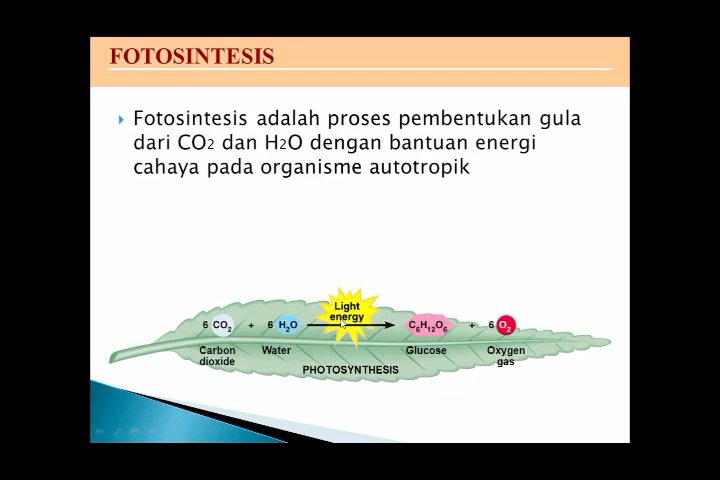 FOTOSINTESIS
Fotosintesis adalah proses pembentukan gula
dari CO2 dan H2O dengan bantuan energi
cahaya pada organisme autotropik
Light
energy
6 CO2 + 6 H2O C6H12O6 + 6 O2
Carbon dioxide Water Glucose Oxygen gas
PHOTOSYNTHESIS